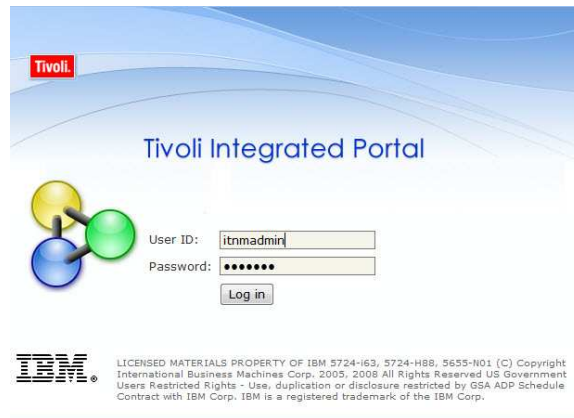 Tivoli.
Tivoli Integrated Portal
User ID: itnmadmin
Password: •••••••
Log in
IBM®
LICENSED MATERIALS PROPERTY OF IBM 5724-i63, 5724-H88, 5655-N01 (C) Copyright
International Business Machines Corp. 2005, 2008 All Rights Reserved US Government
Users Restricted Rights - Use, duplication or disclosure restricted by GSA ADP Schedule
Contract with IBM Corp. IBM is a registered trademark of the IBM Corp.